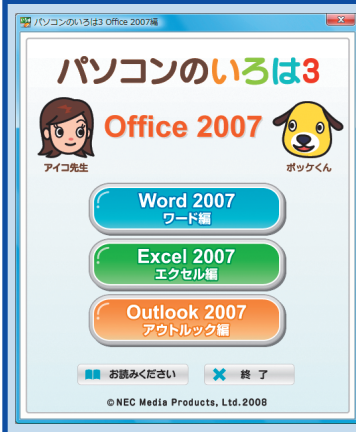 パソコンのいろは3 Office 2007編
パソコンのいろは3
Office 2007
アイコ先生
ポッケくん
Word 2007
ワード編
Excel 2007
エクセル編
Outlook 2007
アウトルック編
お読みください
終 了
©NEC Media Products, Ltd.2008